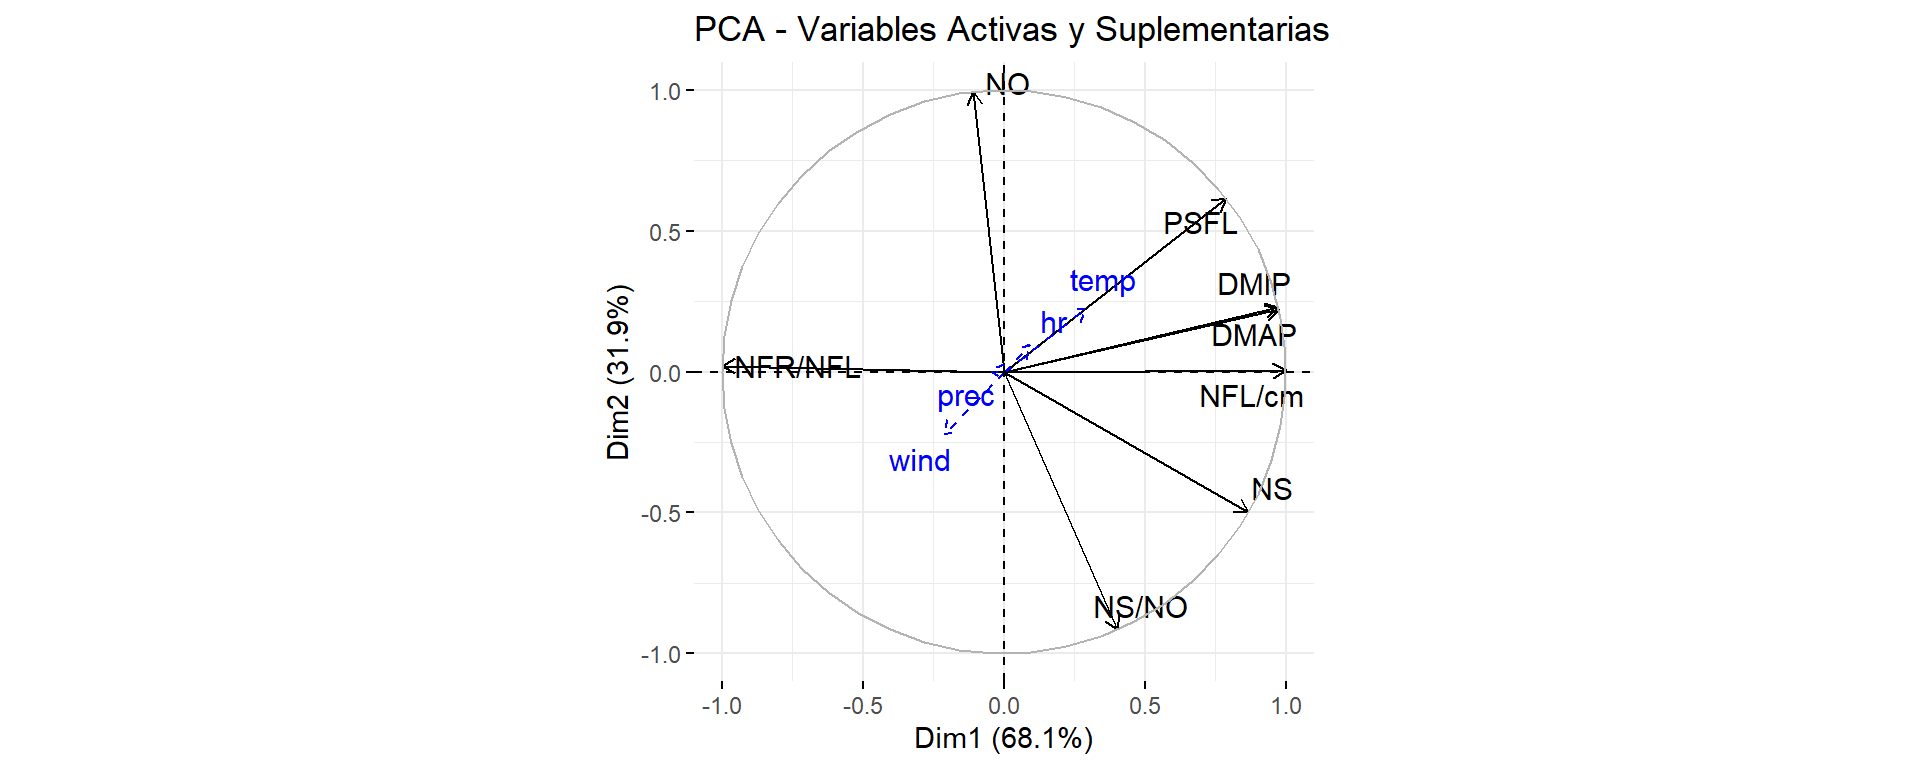 PCA - Variables Activas y Suplementarias
NO
1.0
PSFL
0.5
temp
DMIP
hr
DMAP
NFR/NFL
0.0
prec
NFL/cm
wind
NS
-0.5
NS/NO
-1.0
Dim2 (31.9%)
-1.0 -0.5 0.0 0.5 1.0
Dim1 (68.1%)